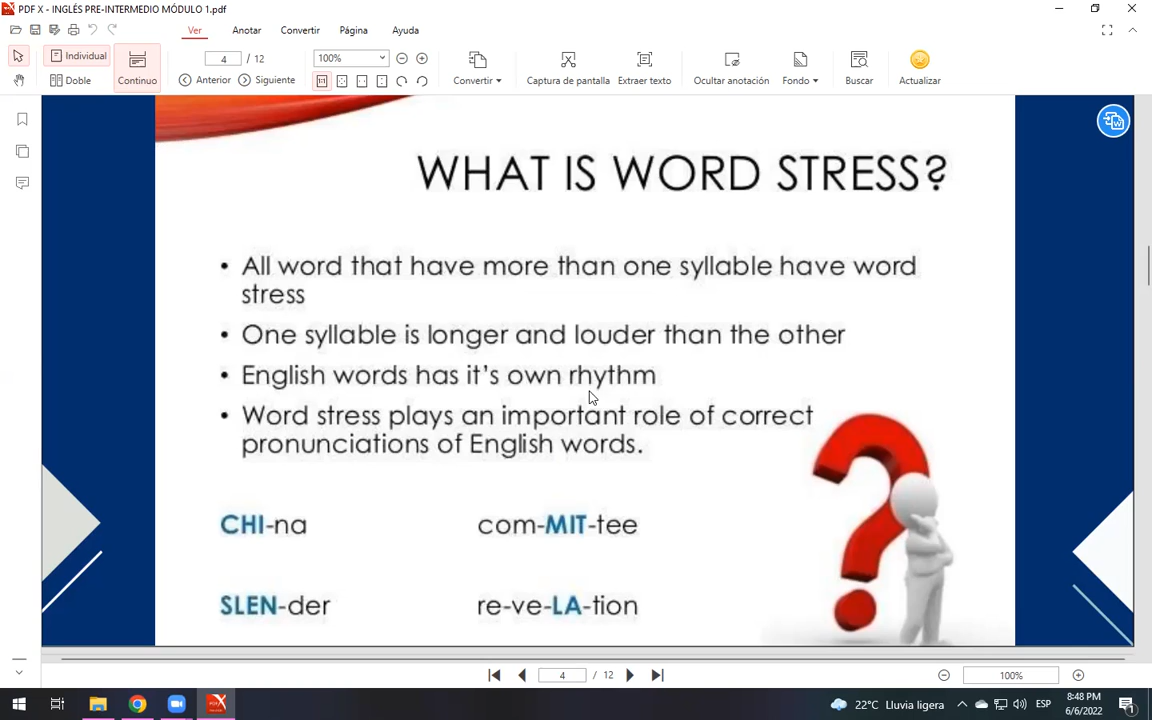 PDF X - INGLÉS PRE-INTERMEDIO MÓDULO 1.pdf
Ver Anotar Convertir Página Ayuda
Individual
Doble
Continuo
4 / 12
Anterior Siguiente
100%
Convertir
Captura de pantalla
Extraer texto
Ocultar anotación
Fondo
Buscar
Actualizar
WHAT IS WORD STRESS?
• All word that have more than one syllable have word
stress
• One syllable is longer and louder than the other
• English words has it's own rhythm
• Word stress plays an important role of correct
pronunciations of English words.
CHI-na com-MIT-tee
SLEN-der re-ve-LA-tion
4 / 12
100%
22°C Lluvia ligera
ESP
8:48 PM
6/6/2022
1